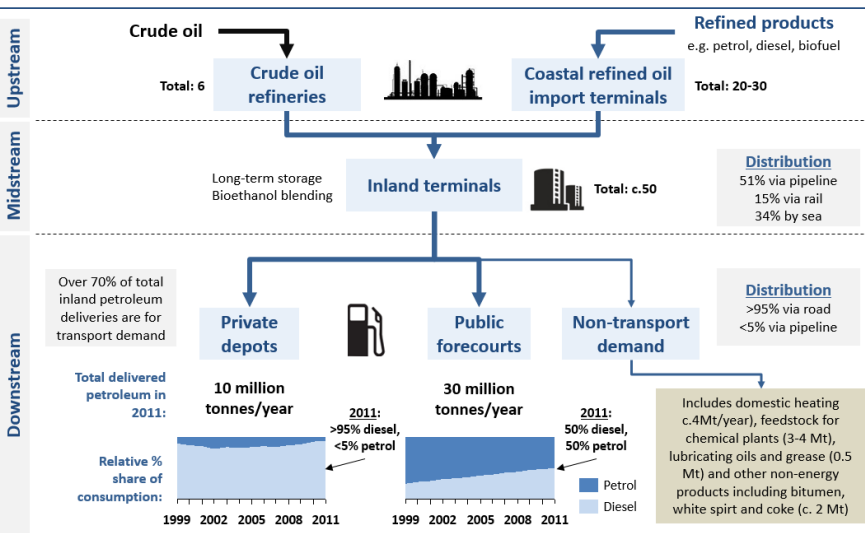 Upstream
Crude oil
Refined products
e.g. petrol, diesel, biofuel
Total: 6
Crude oil
refineries
Coastal refined oil
import terminals
Total: 20-30
Midstream
Long-term storage
Bioethanol blending
Inland terminals
Total: c.50
Distribution
51% via pipeline
15% via rail
34% by sea
Downstream
Over 70% of total
inland petroleum
deliveries are for
transport demand
Private
depots
Public
forecourts
Non-transport
demand
Distribution
>95% via road
<5% via pipeline
Total delivered
petroleum in
2011:
10 million
tonnes/year
30 million
tonnes/year
Includes domestic heating
c.4Mt/year), feedstock for
chemical plants (3-4 Mt),
lubricating oils and grease (0.5
Mt) and other non-energy
products including bitumen,
white spirt and coke (c. 2 Mt)
Relative %
share of
consumption:
2011:
>95% diesel,
<5% petrol
2011:
50% diesel,
50% petrol
Petrol
Diesel
1999 2002 2005 2008 2011
1999 2002 2005 2008 2011